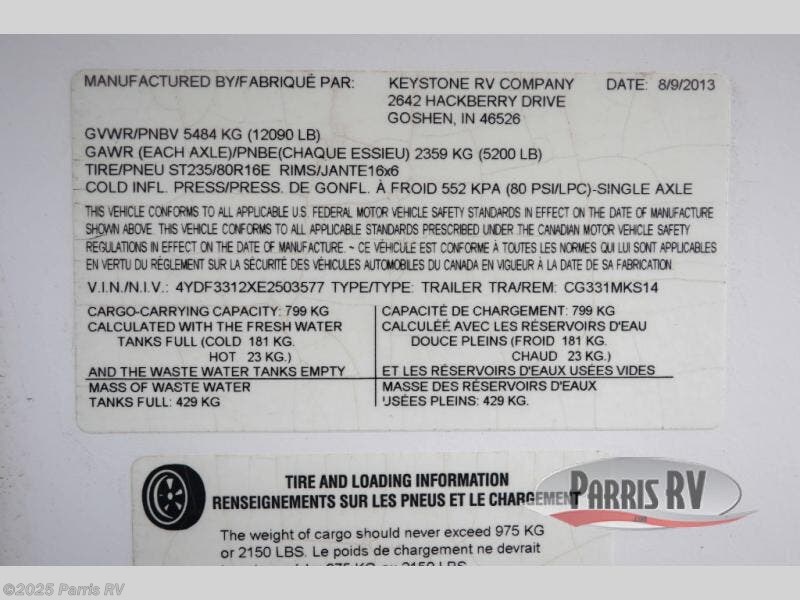 MANUFACTURED BY/FABRIQUÉ PAR: KEYSTONE RV COMPANY DATE: 8/9/2013
2642 HACKBERRY DRIVE
GOSHEN, IN 46526
GVWR/PNBV 5484 KG (12090 LB)
GAWR (EACH AXLE)/PNBE(CHAQUE ESSIEU) 2359 KG (5200 LB)
TIRE/PNEU ST235/80R16E RIMS/JANTE16x6
COLD INFL. PRESS/PRESS. DE GONFL. À FROID 552 KPA (80 PSI/LPC)-SINGLE AXLE
THIS VEHICLE CONFORMS TO ALL APPLICABLE U.S. FEDERAL MOTOR VEHICLE SAFETY STANDARDS IN EFFECT ON THE DATE OF MANUFACTURE
SHOWN ABOVE. THIS VEHICLE CONFORMS TO ALL APPLICABLE STANDARDS PRESCRIBED UNDER THE CANADIAN MOTOR VEHICLE SAFETY
REGULATIONS IN EFFECT ON THE DATE OF MANUFACTURE. ~ CE VÉHICULE EST CONFORME À TOUTES LES NORMES QUI LUI SONT APPLICABLES
EN VERTU DU RÉGLEMENT SUR LA SÉCURITÉ DES VÉHICULES AUTOMOBILES DU CANADA EN VIGUEUR À LA DATE DE SA FABRICATION.
V.I.N./N.I.V.: 4YDF3312XE2503577 TYPE/TYPE: TRAILER TRA/REM: CG331MKS14
CARGO-CARRYING CAPACITY: 799 KG
CALCULATED WITH THE FRESH WATER
TANKS FULL (COLD 181 KG.
HOT 23 KG.)
AND THE WASTE WATER TANKS EMPTY
MASS OF WASTE WATER
TANKS FULL: 429 KG
CAPACITÉ DE CHARGEMENT: 799 KG
CALCULÉE AVEC LES RÉSERVOIRS D'EAU
DOUCE PLEINS (FROID 181 KG.
CHAUD 23 KG.)
ET LES RÉSERVOIRS D'EAUX USÉES VIDES
MASSE DES RÉSERVOIRS D'EAUX
USÉES PLEINS: 429 KG.
TIRE AND LOADING INFORMATION
RENSEIGNEMENTS SUR LES PNEUS ET LE CHARGEMENT
The weight of cargo should never exceed 975 KG
or 2150 LBS. Le poids de chargement ne devrait
975 KG ou 2150 LBS.
PARRIS RV
©2025 Parris RV